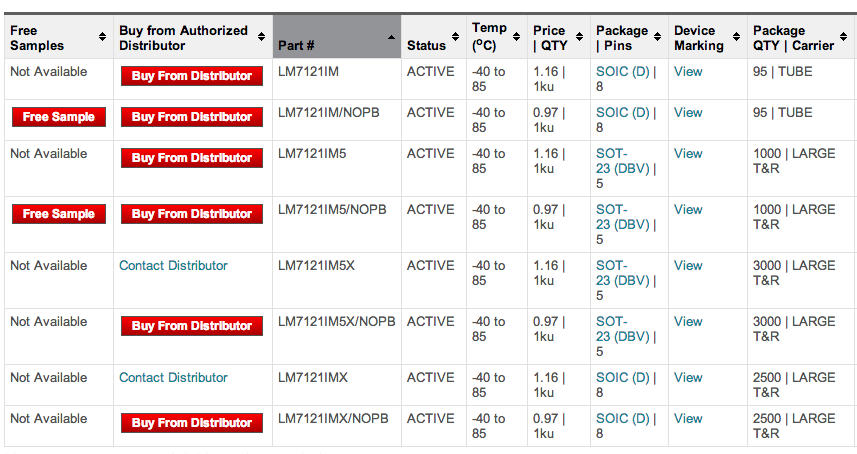 Free Samples | Buy from Authorized Distributor | Part # | Status | Temp (°C) | Price | QTY | Package | Pins | Device Marking | Package QTY | Carrier
Not Available | Buy From Distributor | LM7121IM | ACTIVE | -40 to 85 | 1.16 | 1ku | SOIC (D) | 8 | View | 95 | TUBE
Free Sample | Buy From Distributor | LM7121IM/NOPB | ACTIVE | -40 to 85 | 0.97 | 1ku | SOIC (D) | 8 | View | 95 | TUBE
Not Available | Buy From Distributor | LM7121IM5 | ACTIVE | -40 to 85 | 1.16 | 1ku | SOT-23 (DBV) | 5 | View | 1000 | LARGE T&R
Free Sample | Buy From Distributor | LM7121IM5/NOPB | ACTIVE | -40 to 85 | 0.97 | 1ku | SOT-23 (DBV) | 5 | View | 1000 | LARGE T&R
Not Available | Contact Distributor | LM7121IM5X | ACTIVE | -40 to 85 | 1.16 | 1ku | SOT-23 (DBV) | 5 | View | 3000 | LARGE T&R
Not Available | Buy From Distributor | LM7121IM5X/NOPB | ACTIVE | -40 to 85 | 0.97 | 1ku | SOT-23 (DBV) | 5 | View | 3000 | LARGE T&R
Not Available | Contact Distributor | LM7121IMX | ACTIVE | -40 to 85 | 1.16 | 1ku | SOIC (D) | 8 | View | 2500 | LARGE T&R
Not Available | Buy From Distributor | LM7121IMX/NOPB | ACTIVE | -40 to 85 | 0.97 | 1ku | SOIC (D) | 8 | View | 2500 | LARGE T&R